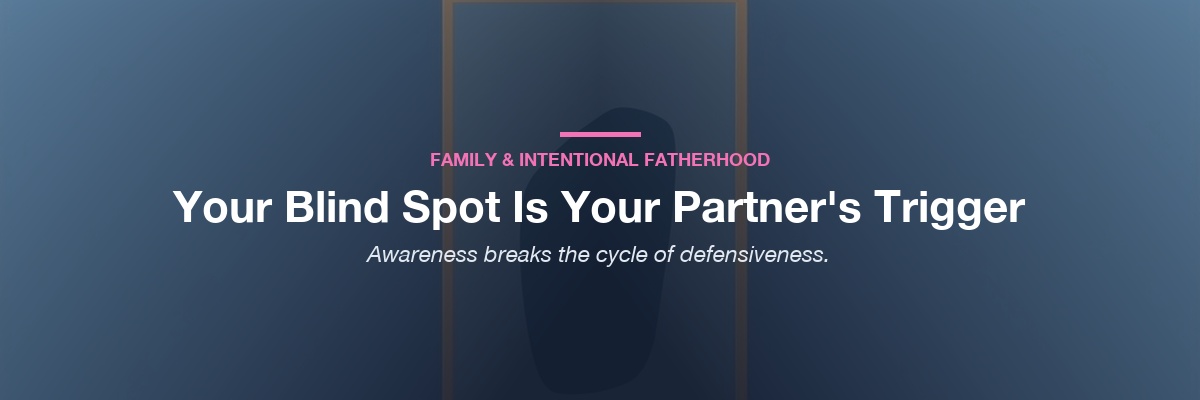 FAMILY & INTENTIONAL FATHERHOOD
Your Blind Spot Is Your Partner's Trigger
Awareness breaks the cycle of defensiveness.